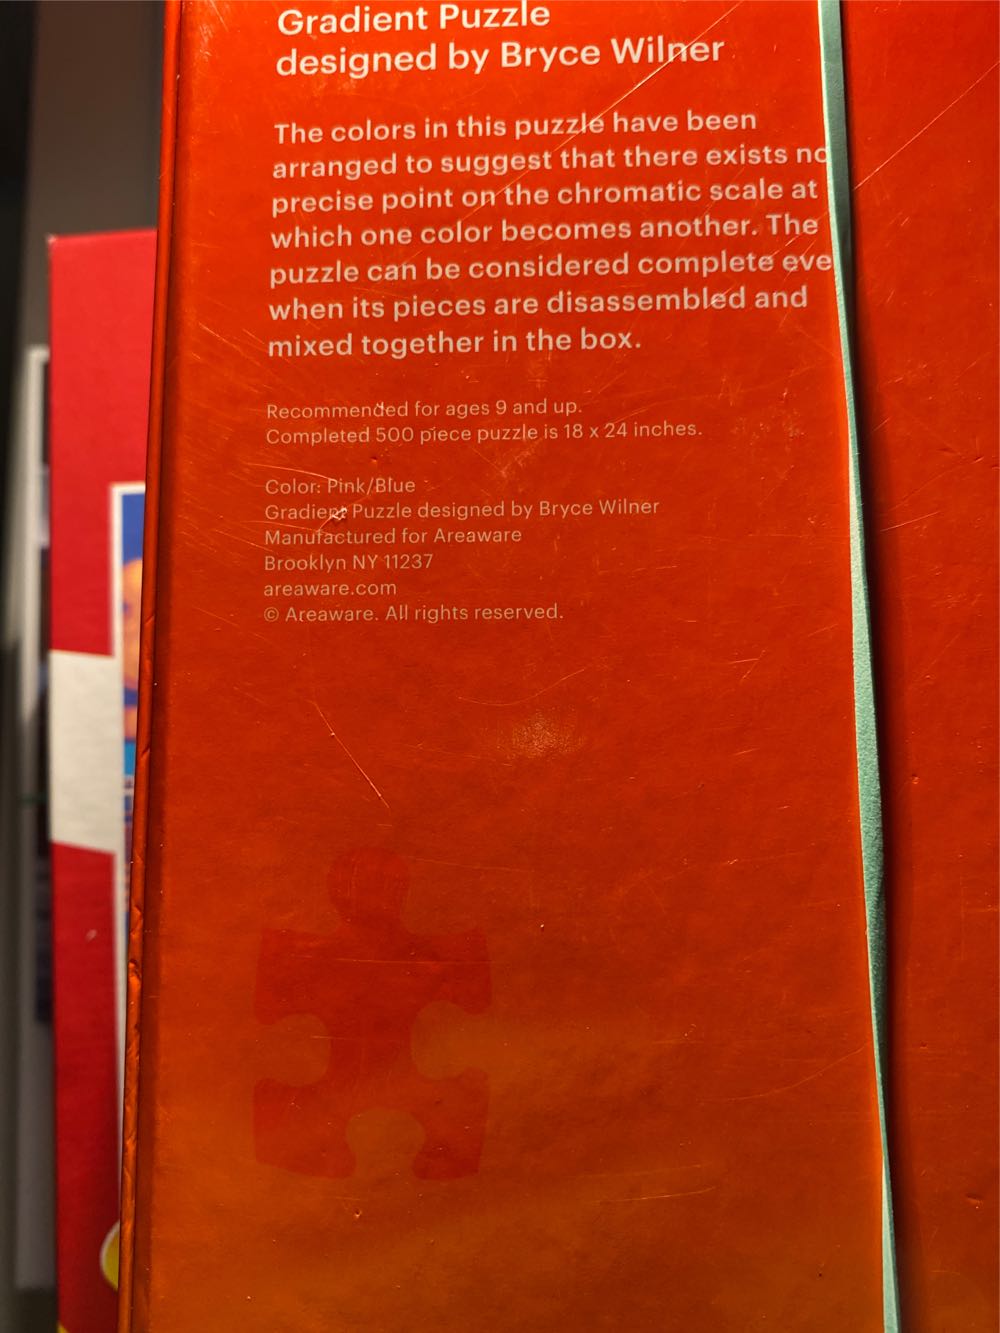 Gradient Puzzle
designed by Bryce Wilner
The colors in this puzzle have been
arranged to suggest that there exists no
precise point on the chromatic scale at
which one color becomes another. The
puzzle can be considered complete eve
when its pieces are disassembled and
mixed together in the box.
Recommended for ages 9 and up.
Completed 500 piece puzzle is 18 x 24 inches.
Color: Pink/Blue
Gradient Puzzle designed by Bryce Wilner
Manufactured for Areaware
Brooklyn NY 11237
areaware.com
© Areaware. All rights reserved.